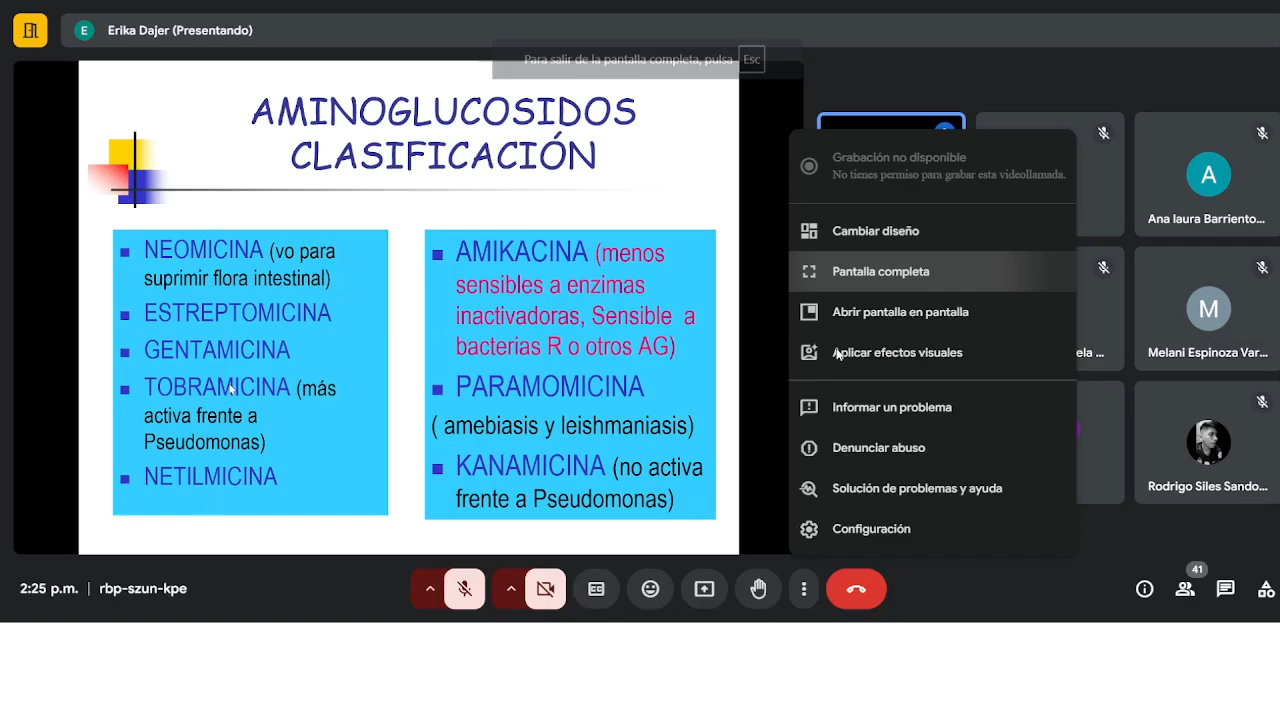 E Erika Dajer (Presentando)
Para salir de la pantalla completa, pulsa Esc
AMINOGLUCOSIDOS
CLASIFICACIÓN
NEOMICINA (vo para
suprimir flora intestinal)
ESTREPTOMICINA
GENTAMICINA
TOBRAMICINA (más
activa frente a
Pseudomonas)
NETILMICINA
AMIKACINA (menos
sensibles a enzimas
inactivadoras, Sensible a
bacterias R o otros AG)
PARAMOMICINA
( amebiasis y leishmaniasis)
KANAMICINA (no activa
frente a Pseudomonas)
Grabación no disponible
No tienes permiso para grabar esta videollamada.
Cambiar diseño
Pantalla completa
Abrir pantalla en pantalla
Aplicar efectos visuales
Informar un problema
Denunciar abuso
Solución de problemas y ayuda
Configuración
A
Ana laura Barriento...
ela ...
M
Melani Espinoza Var...
Rodrigo Siles Sando...
2:25 p.m. | rbp-szun-kpe
CC
41